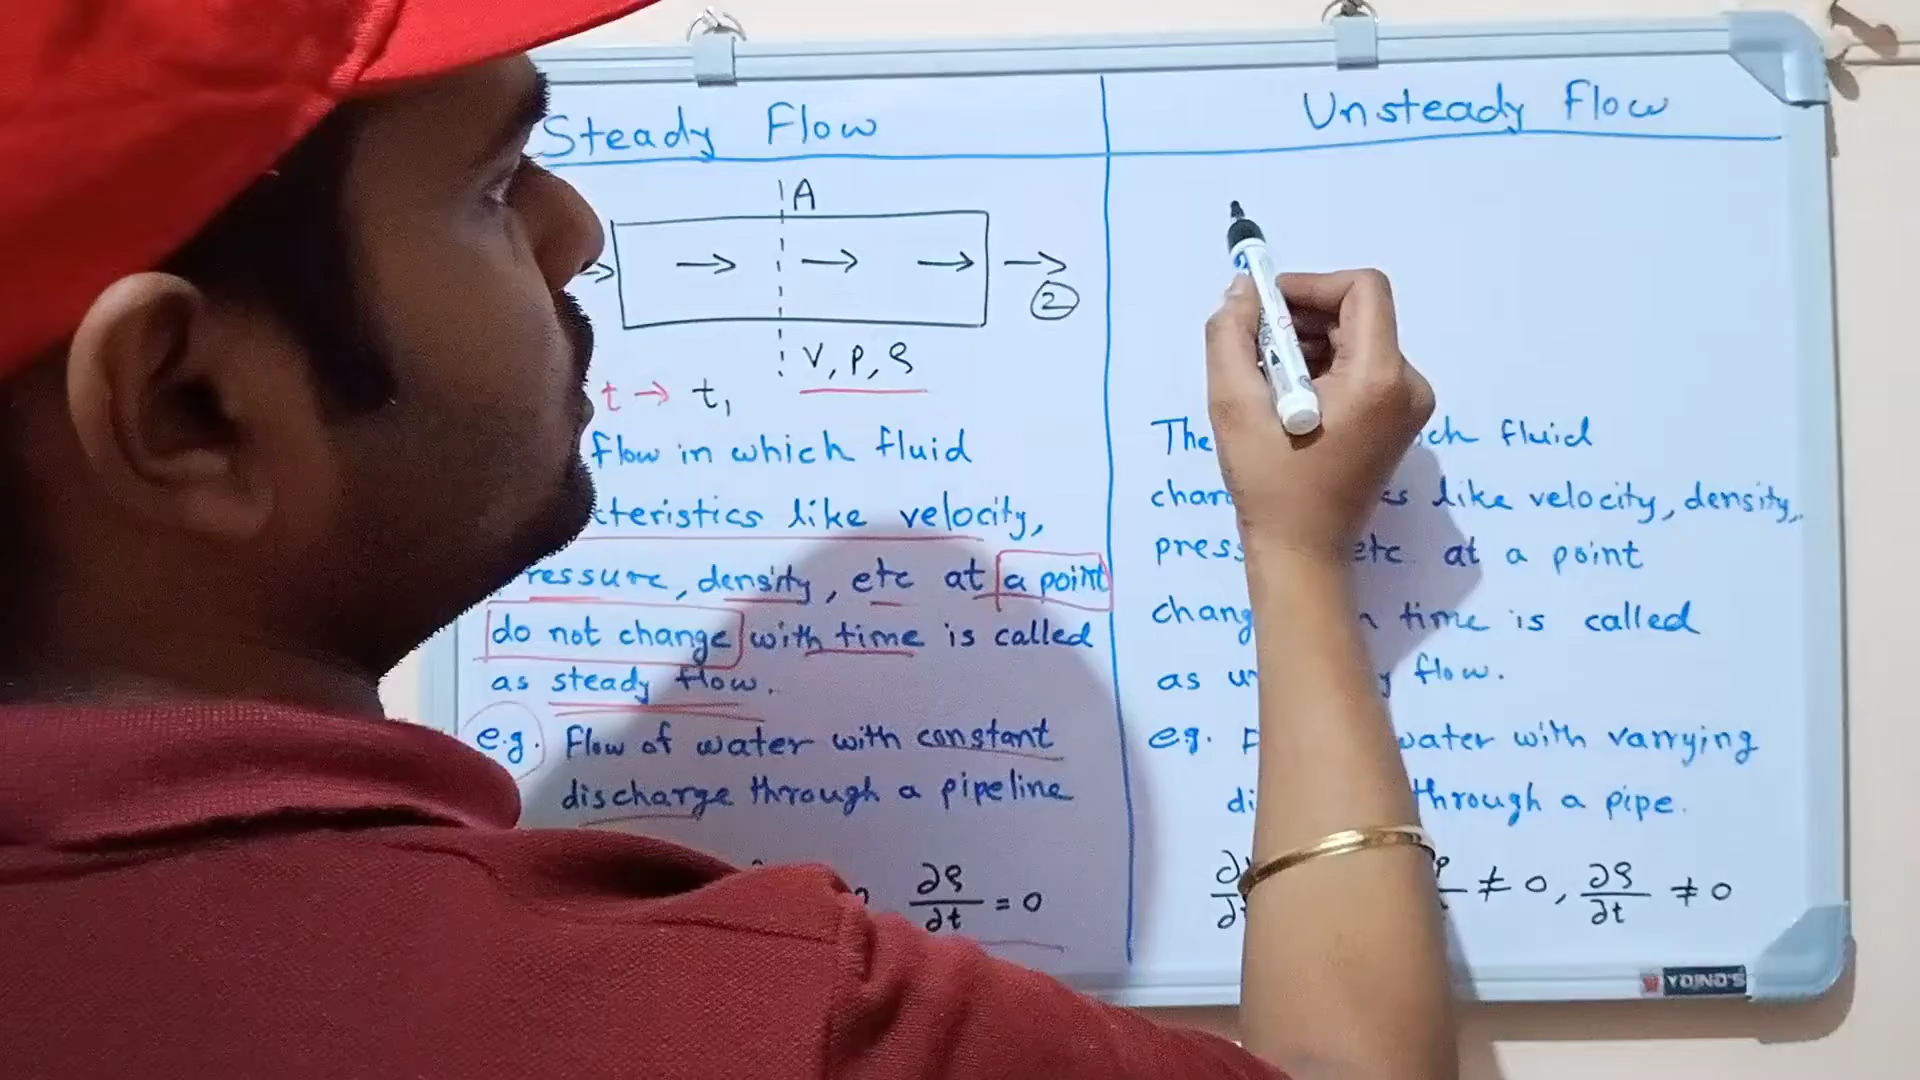 Steady Flow
A
2
V, P, ρ
t → t₁
flow in which fluid
cteristics like velocity,
ressure, density, etc at a point
do not change with time is called
as steady flow.
e.g. Flow of water with constant
discharge through a pipeline
∂ρ/∂t = 0
Unsteady Flow
The ch fluid
char s like velocity, density,
press etc. at a point
chang time is called
as un y flow.
eg. water with varrying
di through a pipe.
≠ 0, ∂ρ/∂t ≠ 0
YOINO'S